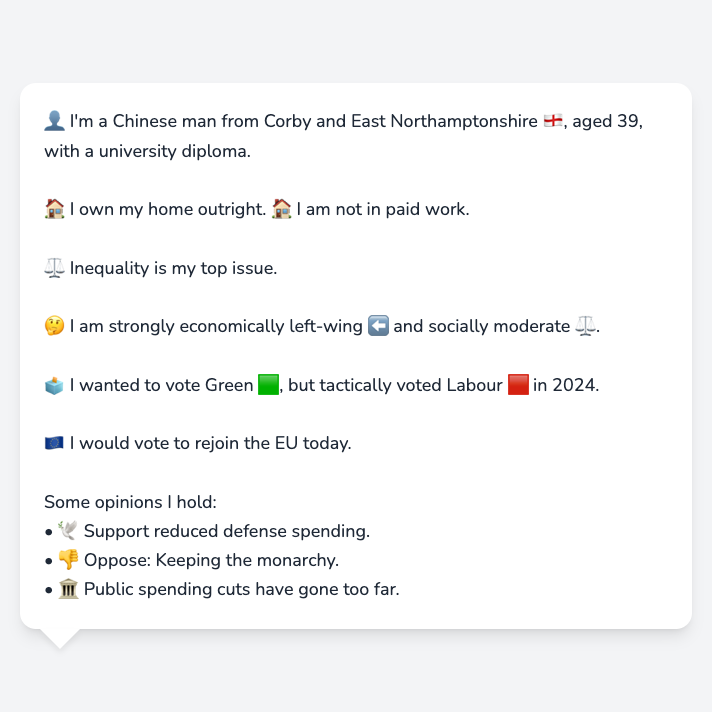 👤 I'm a Chinese man from Corby and East Northamptonshire 🏴󠁧󠁢󠁥󠁮󠁧󠁿, aged 39,
with a university diploma.
🏠 I own my home outright. 🏠 I am not in paid work.
⚖️ Inequality is my top issue.
🤔 I am strongly economically left-wing ⬅️ and socially moderate ⚖️.
🗳️ I wanted to vote Green 🟩, but tactically voted Labour 🟥 in 2024.
🇪🇺 I would vote to rejoin the EU today.
Some opinions I hold:
• 🕊️ Support reduced defense spending.
• 👎 Oppose: Keeping the monarchy.
• 🏛️ Public spending cuts have gone too far.